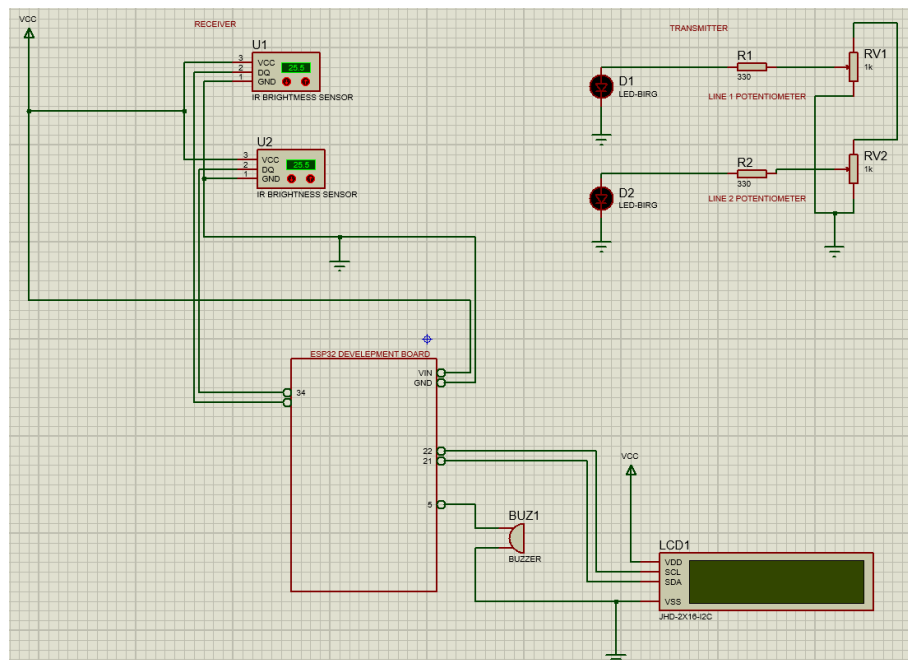 VCC
RECEIVER
TRANSMITTER
U1
3 VCC
2 DQ
1 GND
25.5
IR BRIGHTMESS SENSOR
U2
3 VCC
2 DQ
1 GND
25.5
IR BRIGHTNESS SENSOR
D1
LED-BIRG
R1
330
RV1
1k
LINE 1 POTENTIOMETER
D2
LED-BIRG
R2
330
RV2
1k
LINE 2 POTENTIOMETER
ESP32 DEVELEPMENT BOARD
VIN
GND
34
22
21
5
BUZ1
BUZZER
VCC
LCD1
VDD
SCL
SDA
VSS
JHD-2X16-I2C